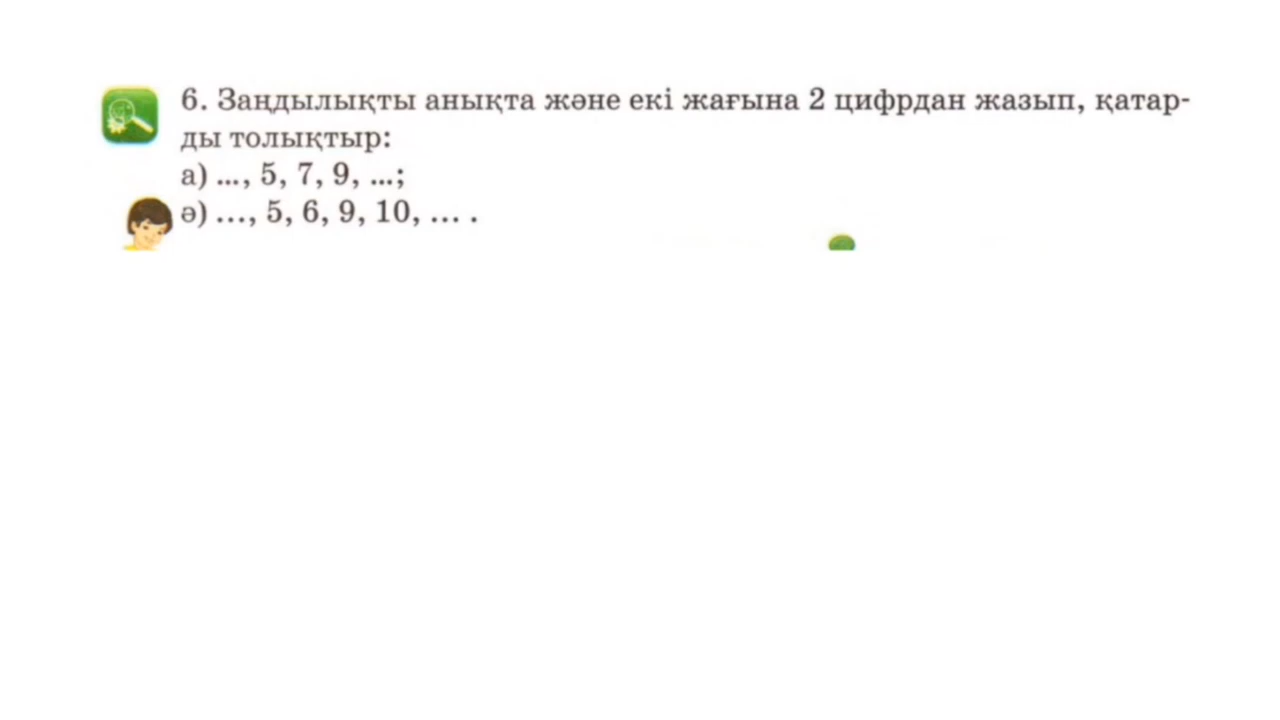 6. Заңдылықты анықта және екі жағына 2 цифрдан жазып, қатар-
ды толықтыр:
а) ..., 5, 7, 9, ...;
ә) ..., 5, 6, 9, 10, ... .